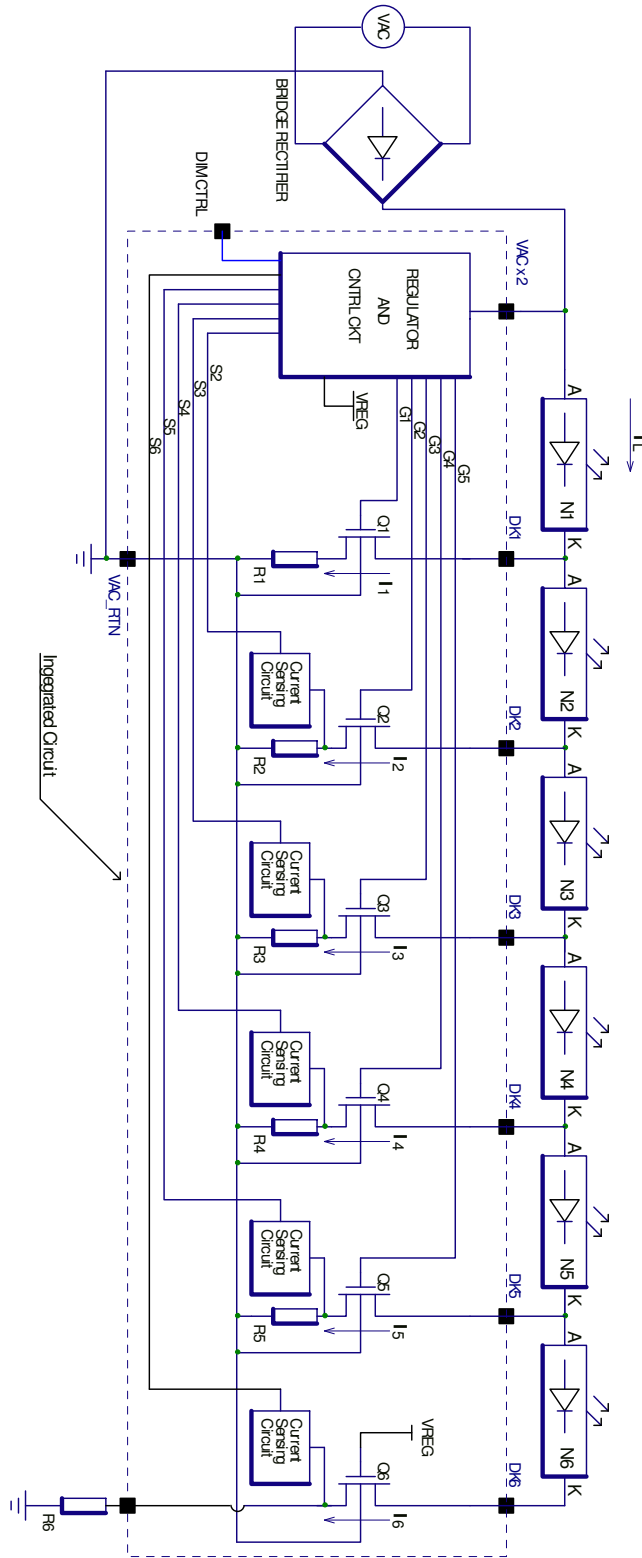 VAC
BRIDGE RECTIFIER
DIMCTRL
VACx2
REGULATOR
AND
CNTRL CKT
VREG
G1
G2
G3
G4
G5
S2
S3
S4
S5
S6
IL
A
N1
K
A
N2
K
A
N3
K
A
N4
K
A
N5
K
A
N6
K
DK1
DK2
DK3
DK4
DK5
DK6
Q1
I1
R1
VAC_RTN
Current
Sensing
Circuit
Q2
I2
R2
Current
Sensing
Circuit
Q3
I3
R3
Current
Sensing
Circuit
Q4
I4
R4
Current
Sensing
Circuit
Q5
I5
R5
Current
Sensing
Circuit
VREG
Q6
I6
R6
Ingegrated Circuit